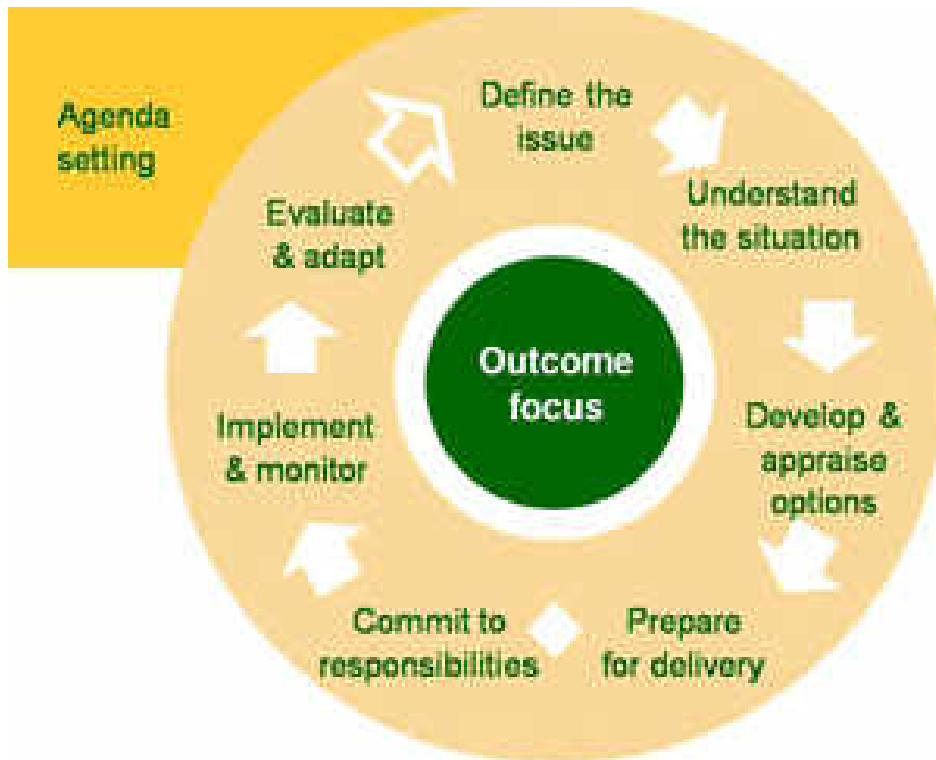 Agenda
setting
Define the
issue
Understand
the situation
Develop &
appraise
options
Prepare
for delivery
Commit to
responsibilities
Implement
& monitor
Evaluate
& adapt
Outcome
focus